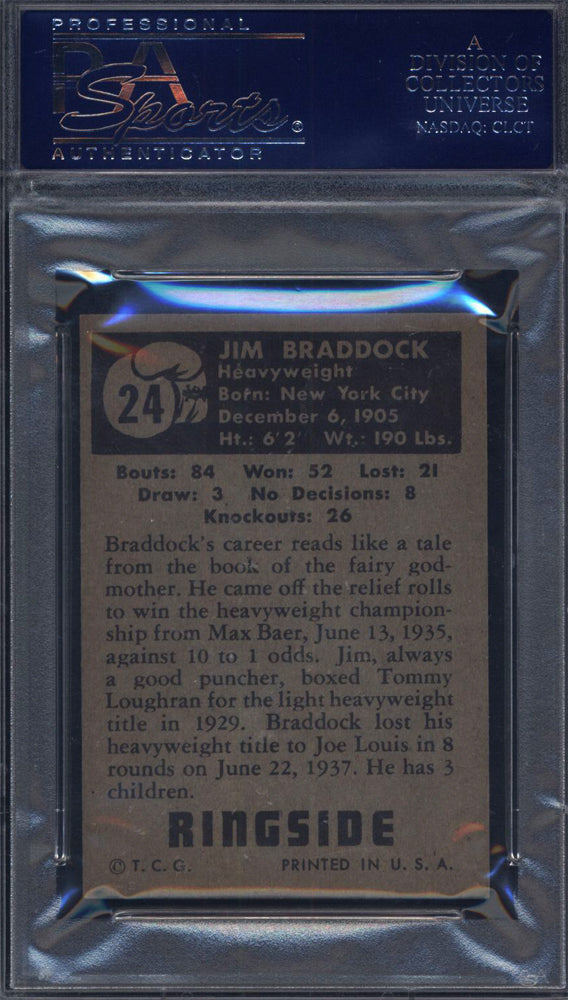 PROFESSIONAL
PSA
Sports®
AUTHENTICATOR
A
DIVISION OF
COLLECTORS
UNIVERSE
NASDAQ: CLCT
24
JIM BRADDOCK
Heavyweight
Born: New York City
December 6, 1905
Ht.: 6'2" Wt.: 190 Lbs.
Bouts: 84 Won: 52 Lost: 21
Draw: 3 No Decisions: 8
Knockouts: 26
Braddock's career reads like a tale
from the book of the fairy god-
mother. He came off the relief rolls
to win the heavyweight champion-
ship from Max Baer, June 13, 1935,
against 10 to 1 odds. Jim, always
a good puncher, boxed Tommy
Loughran for the light heavyweight
title in 1929. Braddock lost his
heavyweight title to Joe Louis in 8
rounds on June 22, 1937. He has 3
children.
RINGSIDE
© T. C. G. PRINTED IN U. S. A.